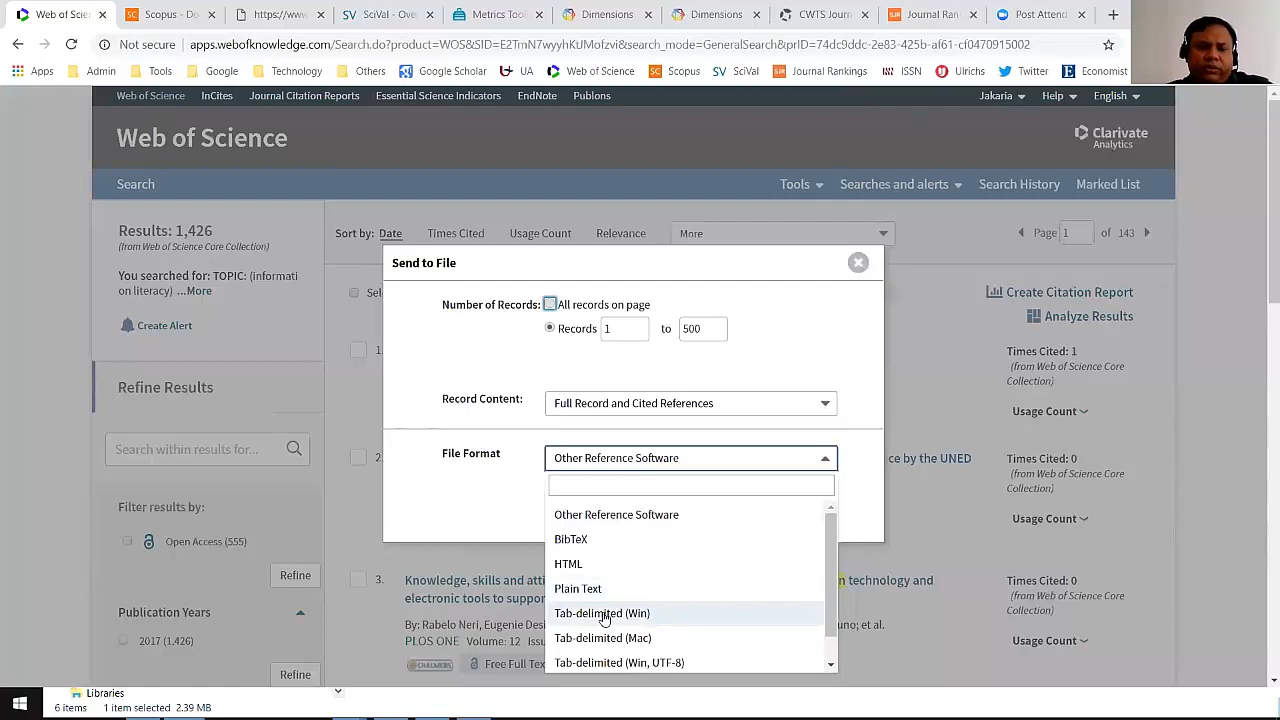 Web of Science
Scopus - Do
https://www
SciVal - Ove
Metrics Tool
Dimensions
Dimensions
CWTS Journ
Journal Ran
Post Attend
Not secure
apps.webofknowledge.com/Search.do?product=WOS&SID=E2TmN7wyyhKUMofzvi&search_mode=GeneralSearch&prID=74dc9ddc-2e83-425b-af61-cf0470915002
Apps
Admin
Tools
Google
Technology
Others
Google Scholar
UA
Web of Science
Scopus
SciVal
Journal Rankings
ISSN
Ulrichs
Twitter
Economist
Web of Science
InCites
Journal Citation Reports
Essential Science Indicators
EndNote
Publons
Jakaria
Help
English
Web of Science
Clarivate
Analytics
Search
Tools
Searches and alerts
Search History
Marked List
Results: 1,426
(from Web of Science Core Collection)
You searched for: TOPIC: (informati
on literacy) ...More
Create Alert
Sort by:
Date
Times Cited
Usage Count
Relevance
More
Page 1 of 143
Create Citation Report
Analyze Results
Send to File
Number of Records:
All records on page
Records 1 to 500
Record Content:
Full Record and Cited References
File Format
Other Reference Software
Other Reference Software
BibTeX
HTML
Plain Text
Tab-delimited (Win)
Tab-delimited (Mac)
Tab-delimited (Win, UTF-8)
Refine Results
Search within results for...
Filter results by:
Open Access (555)
Refine
Publication Years
2017 (1,426)
Refine
1.
Times Cited: 1
(from Web of Science Core
Collection)
Usage Count
2.
ce by the UNED
Times Cited: 0
(from Web of Science Core
Collection)
Usage Count
3.
Knowledge, skills and atti
n technology and
electronic tools to suppor
By: Rabelo Neri, Eugenie Desi
uno; et al.
PLOS ONE Volume: 12 Issu
CHALMERS
Free Full Tex
Times Cited: 0
(from Web of Science Core
Collection)
Usage Count
Libraries
6 items
1 item selected 2.39 MB